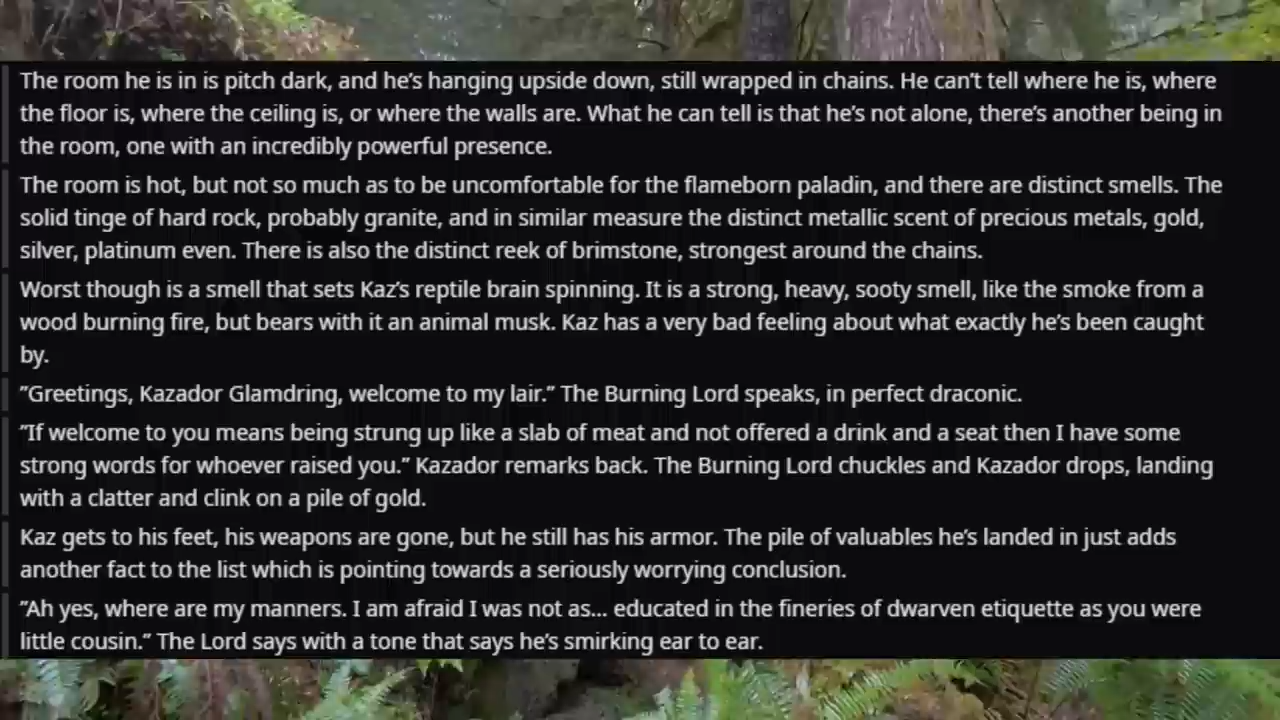 The room he is in is pitch dark, and he’s hanging upside down, still wrapped in chains. He can’t tell where he is, where
the floor is, where the ceiling is, or where the walls are. What he can tell is that he’s not alone, there’s another being in
the room, one with an incredibly powerful presence.
The room is hot, but not so much as to be uncomfortable for the flameborn paladin, and there are distinct smells. The
solid tinge of hard rock, probably granite, and in similar measure the distinct metallic scent of precious metals, gold,
silver, platinum even. There is also the distinct reek of brimstone, strongest around the chains.
Worst though is a smell that sets Kaz’s reptile brain spinning. It is a strong, heavy, sooty smell, like the smoke from a
wood burning fire, but bears with it an animal musk. Kaz has a very bad feeling about what exactly he’s been caught
by.
”Greetings, Kazador Glamdring, welcome to my lair.” The Burning Lord speaks, in perfect draconic.
”If welcome to you means being strung up like a slab of meat and not offered a drink and a seat then I have some
strong words for whoever raised you.” Kazador remarks back. The Burning Lord chuckles and Kazador drops, landing
with a clatter and clink on a pile of gold.
Kaz gets to his feet, his weapons are gone, but he still has his armor. The pile of valuables he’s landed in just adds
another fact to the list which is pointing towards a seriously worrying conclusion.
”Ah yes, where are my manners. I am afraid I was not as... educated in the fineries of dwarven etiquette as you were
little cousin.” The Lord says with a tone that says he’s smirking ear to ear.